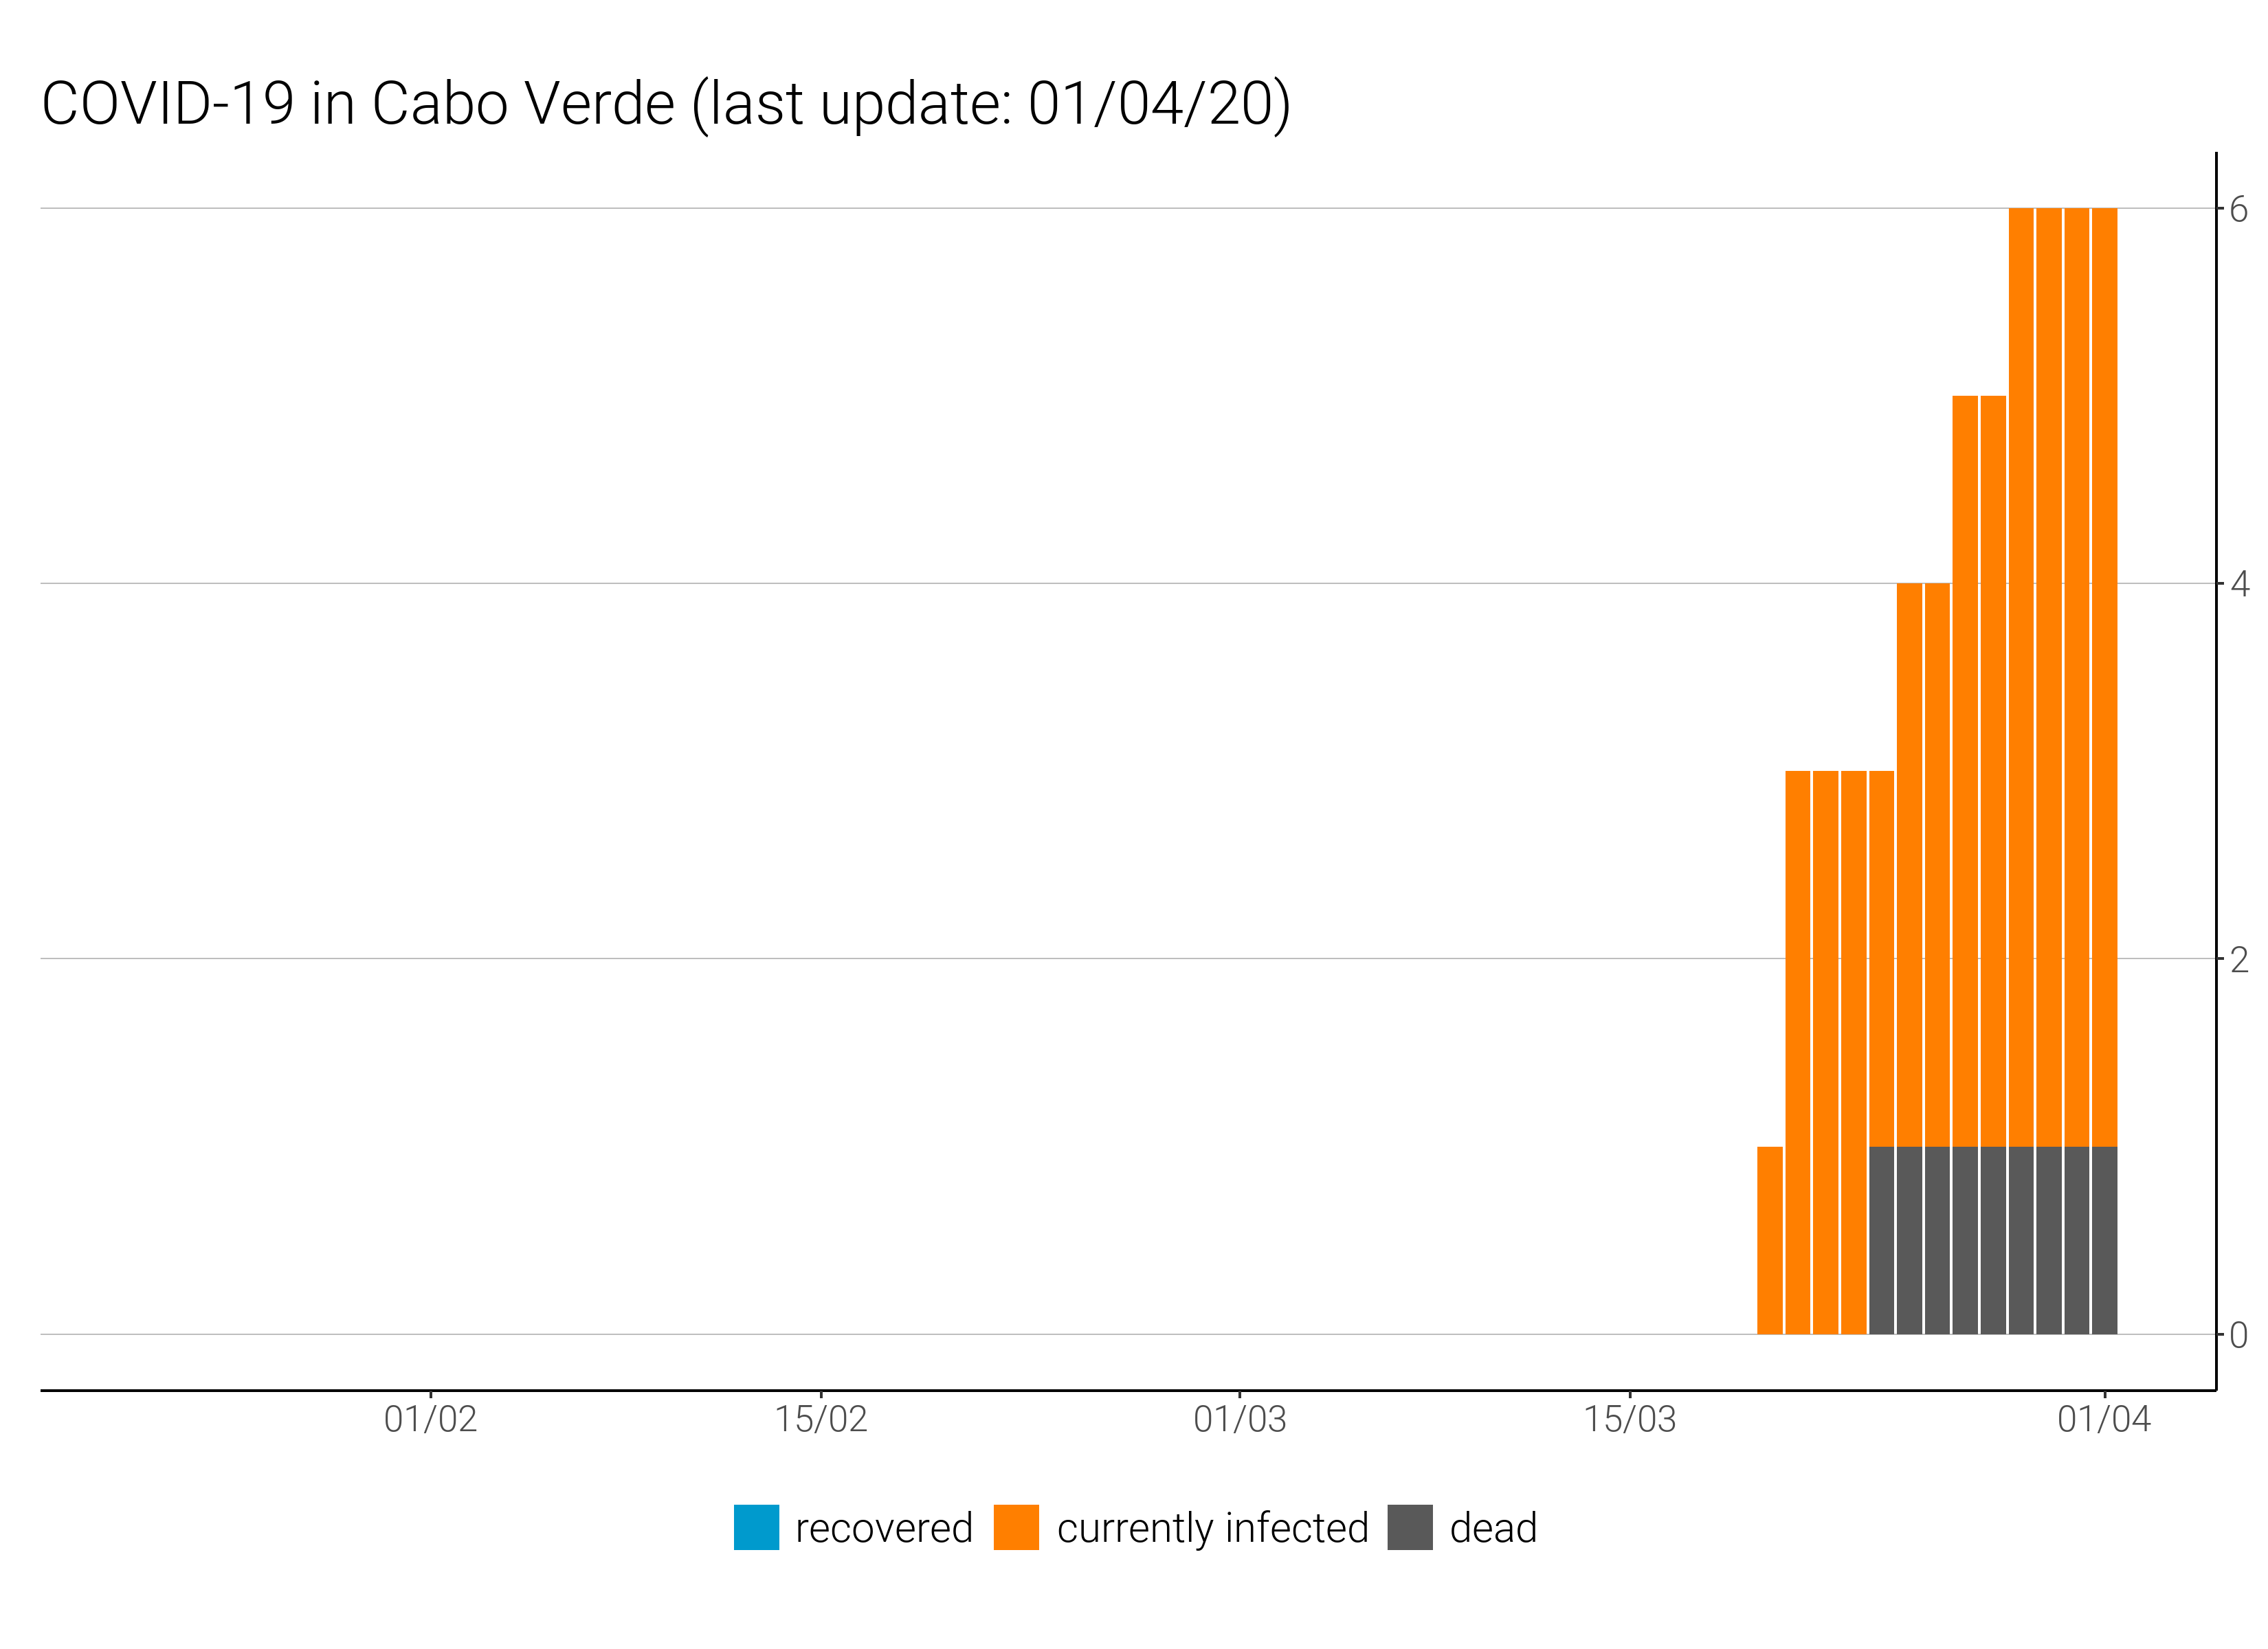 COVID-19 in Cabo Verde (last update: 01/04/20)
6
4
2
0
01/02 15/02 01/03 15/03 01/04
recovered currently infected dead